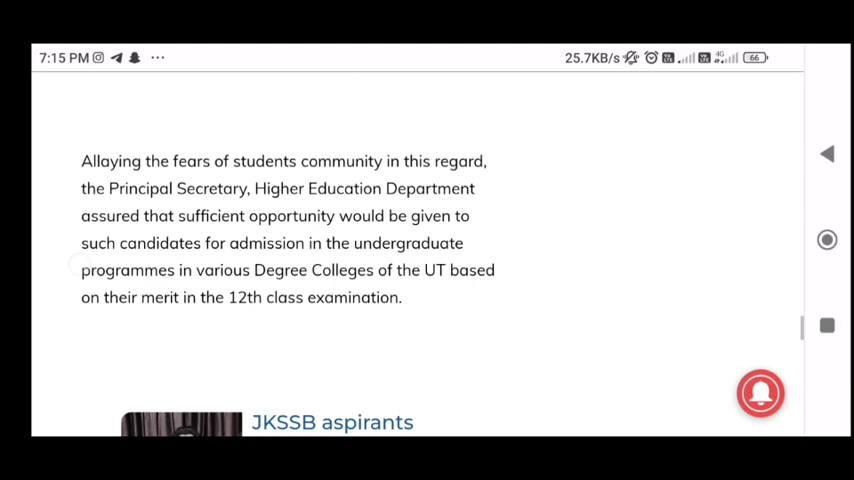 7:15 PM
25.7KB/s 4G 66
Allaying the fears of students community in this regard,
the Principal Secretary, Higher Education Department
assured that sufficient opportunity would be given to
such candidates for admission in the undergraduate
programmes in various Degree Colleges of the UT based
on their merit in the 12th class examination.
JKSSB aspirants